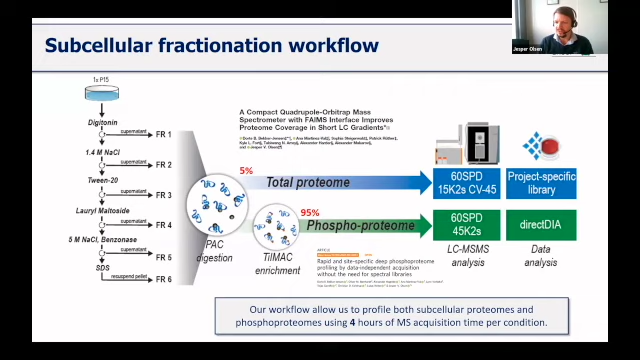 Subcellular fractionation workflow
Jesper Olsen
1x P15
Digitonin
supernatant
FR 1
1.4 M NaCl
supernatant
FR 2
Tween-20
supernatant
FR 3
Lauryl Maltoside
supernatant
FR 4
5 M NaCl, Benzonase
supernatant
FR 5
SDS
resuspend pellet
FR 6
PAC
digestion
TiIMAC
enrichment
A Compact Quadrupole-Orbitrap Mass
Spectrometer with FAIMS Interface Improves
Proteome Coverage in Short LC Gradients
5%
Total proteome
95%
Phospho-proteome
ARTICLE
Rapid and site-specific deep phosphoproteome
profiling by data-independent acquisition
without the need for spectral libraries
60SPD
15K2s CV-45
60SPD
45K2s
LC-MSMS
analysis
Project-specific
library
directDIA
Data
analysis
Our workflow allow us to profile both subcellular proteomes and
phosphoproteomes using 4 hours of MS acquisition time per condition.